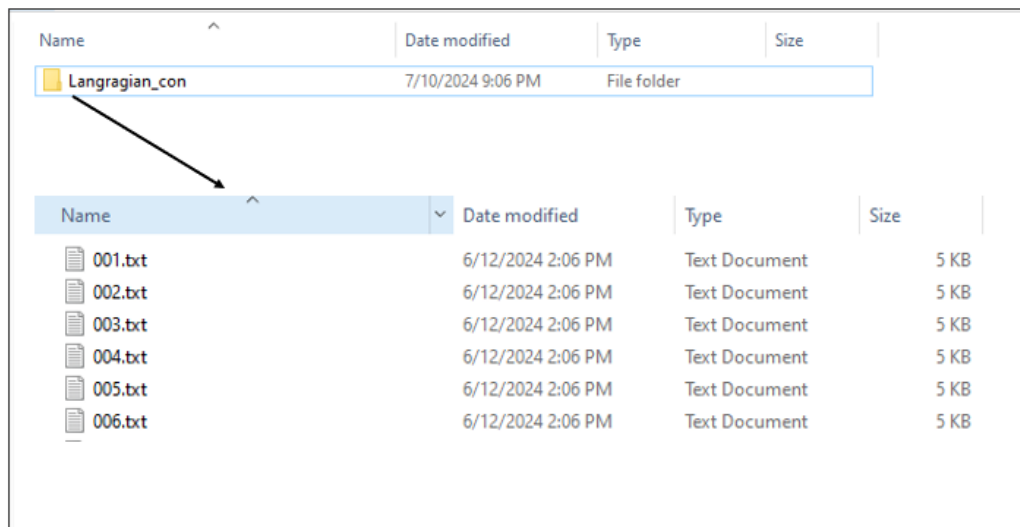 Name Date modified Type Size
Langragian_con 7/10/2024 9:06 PM File folder
Name Date modified Type Size
001.txt 6/12/2024 2:06 PM Text Document 5 KB
002.txt 6/12/2024 2:06 PM Text Document 5 KB
003.txt 6/12/2024 2:06 PM Text Document 5 KB
004.txt 6/12/2024 2:06 PM Text Document 5 KB
005.txt 6/12/2024 2:06 PM Text Document 5 KB
006.txt 6/12/2024 2:06 PM Text Document 5 KB